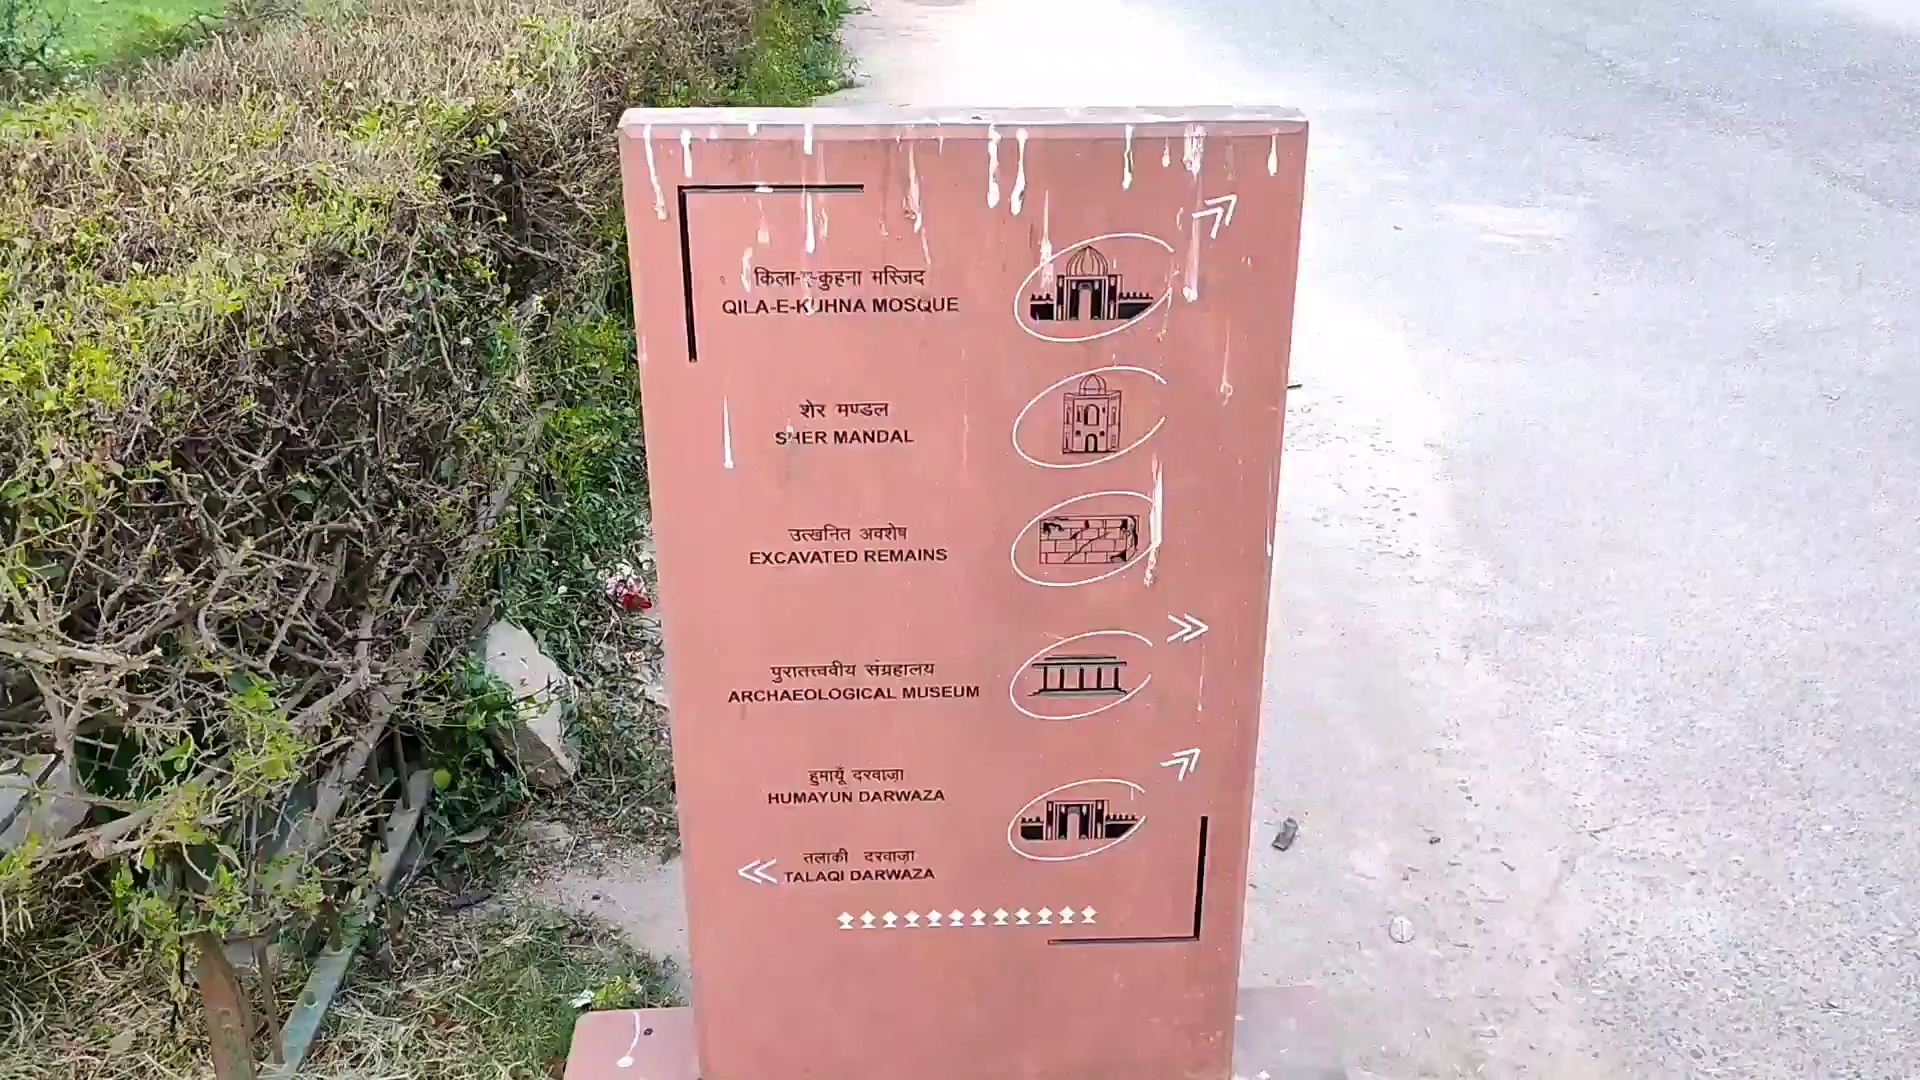 किला-ए-कुहना मस्जिद
QILA-E-KUHNA MOSQUE
शेर मण्डल
SHER MANDAL
उत्खनित अवशेष
EXCAVATED REMAINS
पुरातत्त्ववीय संग्रहालय
ARCHAEOLOGICAL MUSEUM
हुमायूँ दरवाज़ा
HUMAYUN DARWAZA
तलाकी दरवाज़ा
TALAQI DARWAZA